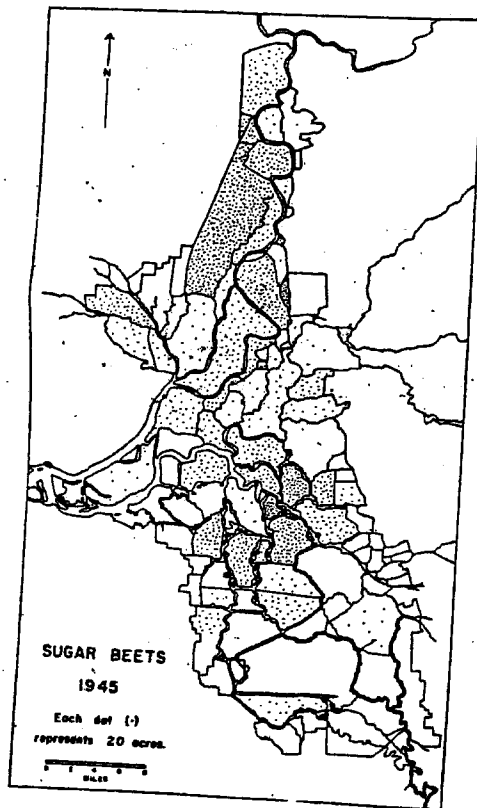 N
SUGAR BEETS
1945
Each dot (·)
represents 20 acres.
MILES